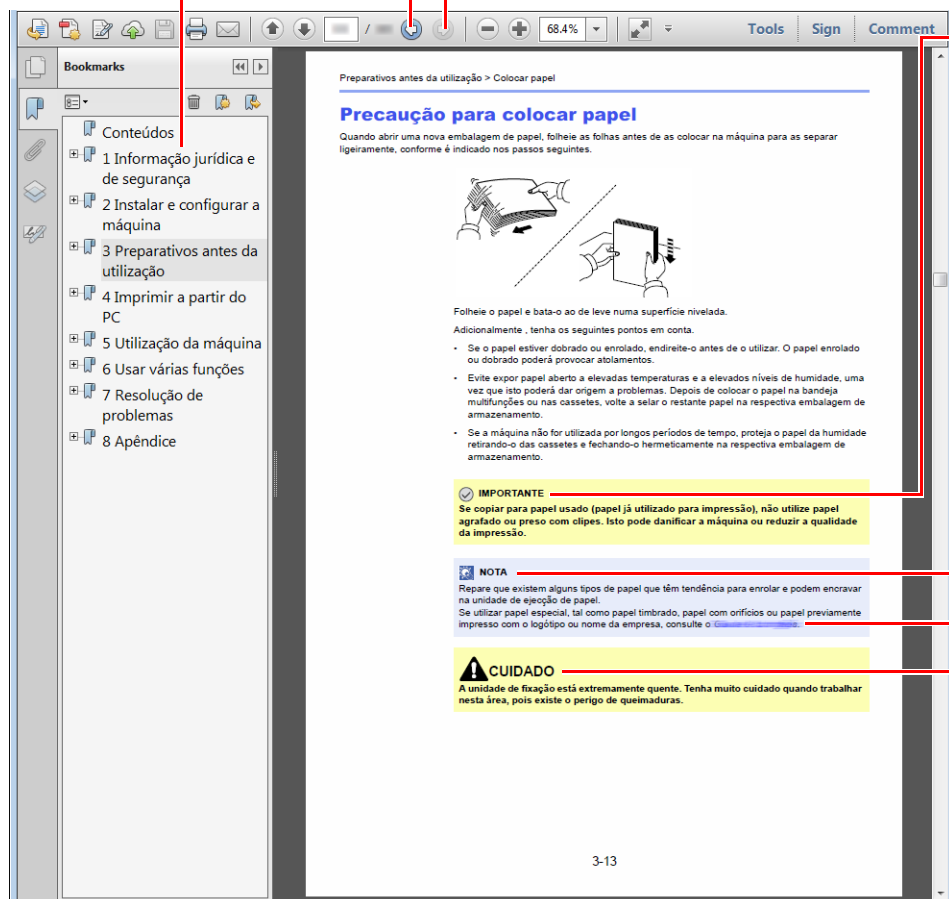 /
68.4%
Tools
Sign
Comment
Bookmarks
Conteúdos
1 Informação jurídica e
de segurança
2 Instalar e configurar a
máquina
3 Preparativos antes da
utilização
4 Imprimir a partir do
PC
5 Utilização da máquina
6 Usar várias funções
7 Resolução de
problemas
8 Apêndice
Preparativos antes da utilização > Colocar papel
Precaução para colocar papel
Quando abrir uma nova embalagem de papel, folheie as folhas antes de as colocar na máquina para as separar
ligeiramente, conforme é indicado nos passos seguintes.
Folheie o papel e bata-o ao de leve numa superfície nivelada.
Adicionalmente , tenha os seguintes pontos em conta.
• Se o papel estiver dobrado ou enrolado, endireite-o antes de o utilizar. O papel enrolado
ou dobrado poderá provocar atolamentos.
• Evite expor papel aberto a elevadas temperaturas e a elevados níveis de humidade, uma
vez que isto poderá dar origem a problemas. Depois de colocar o papel na bandeja
multifunções ou nas cassetes, volte a selar o restante papel na respectiva embalagem de
armazenamento.
• Se a máquina não for utilizada por longos períodos de tempo, proteja o papel da humidade
retirando-o das cassetes e fechando-o hermeticamente na respectiva embalagem de
armazenamento.
IMPORTANTE
Se copiar para papel usado (papel já utilizado para impressão), não utilize papel
agrafado ou preso com clipes. Isto pode danificar a máquina ou reduzir a qualidade
da impressão.
NOTA
Repare que existem alguns tipos de papel que têm tendência para enrolar e podem encravar
na unidade de ejecção de papel.
Se utilizar papel especial, tal como papel timbrado, papel com orifícios ou papel previamente
impresso com o logótipo ou nome da empresa, consulte o
CUIDADO
A unidade de fixação está extremamente quente. Tenha muito cuidado quando trabalhar
nesta área, pois existe o perigo de queimaduras.
3-13